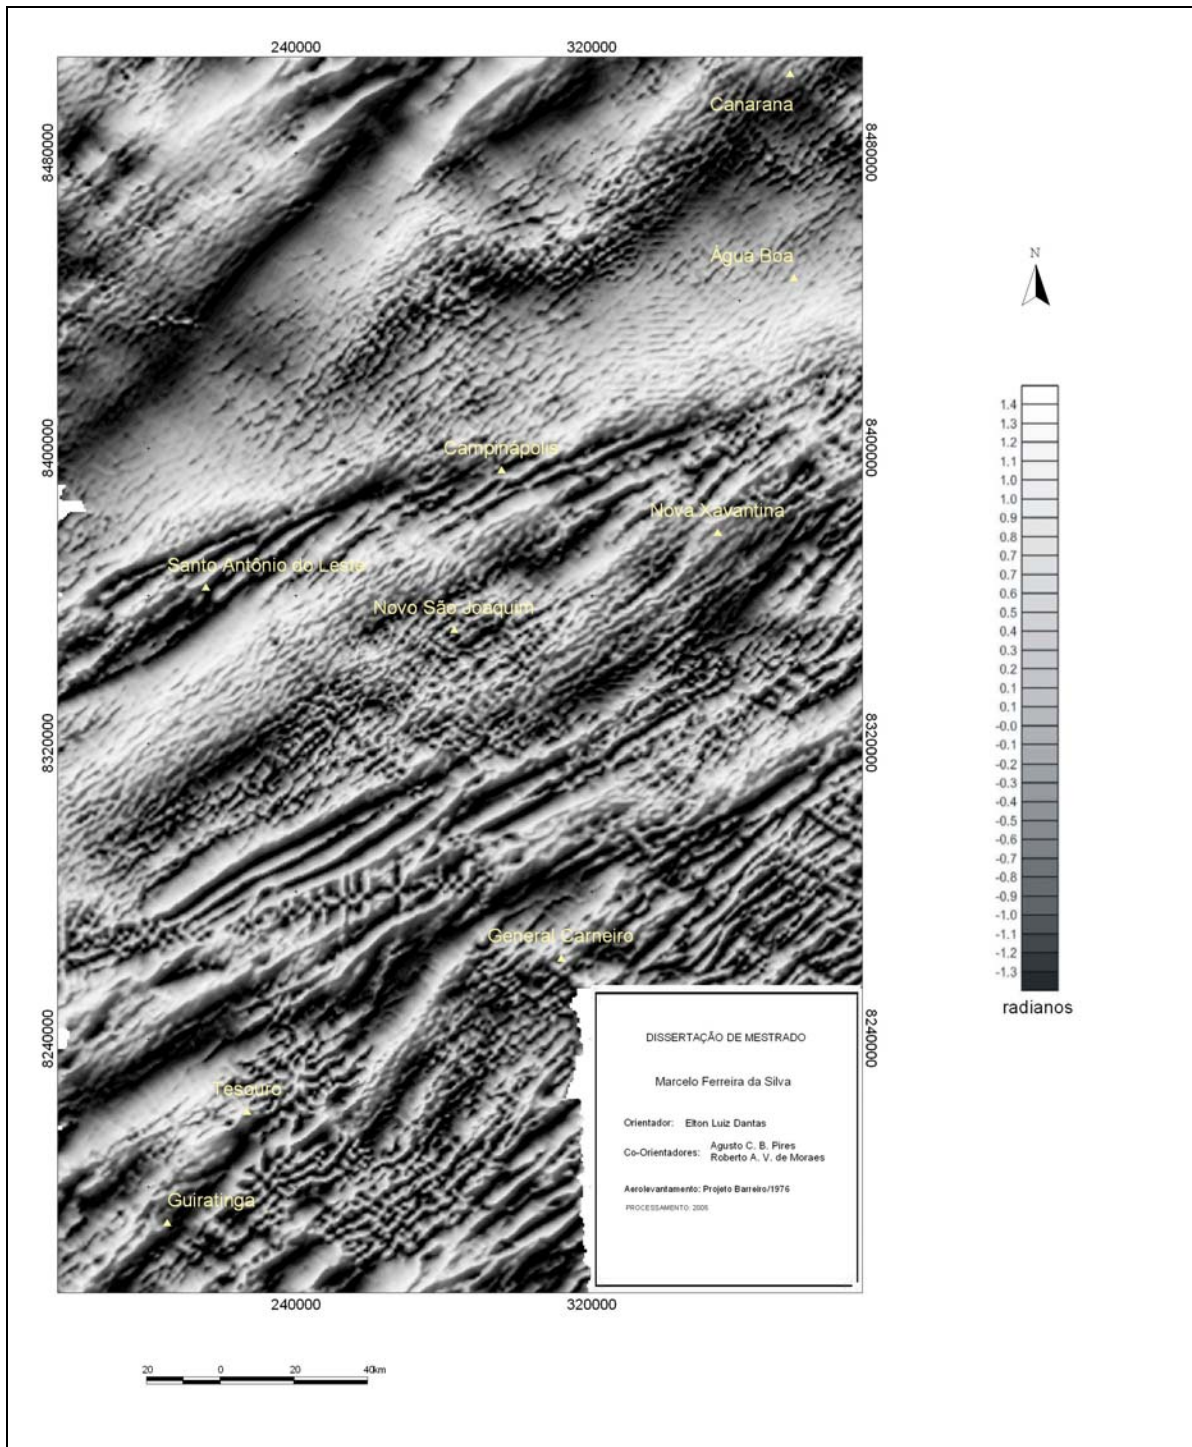 240000 320000
Canarana
8480000 8480000
Água Boa
N
8400000 8400000
Campinápolis
Nova Xavantina
Santo Antônio do Leste
Novo São Joaquim
8320000 8320000
General Carneiro
8240000 8240000
Tesouro
Guiratinga
240000 320000
20 0 20 40km
1.4
1.3
1.2
1.1
1.0
1.0
0.9
0.8
0.7
0.7
0.6
0.5
0.4
0.3
0.2
0.1
0.1
-0.0
-0.1
-0.2
-0.3
-0.4
-0.5
-0.6
-0.7
-0.8
-0.9
-1.0
-1.1
-1.2
-1.3
radianos
DISSERTAÇÃO DE MESTRADO
Marcelo Ferreira da Silva
Orientador: Elton Luiz Dantas
Co-Orientadores: Agusto C. B. Pires
Roberto A. V. de Moraes
Aerolevantamento: Projeto Barreiro/1976